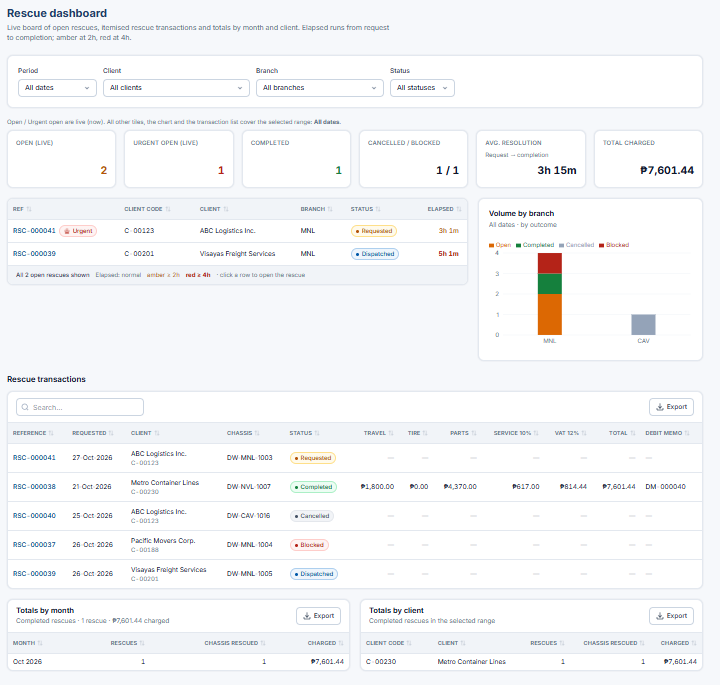 Rescue dashboard
Live board of open rescues, itemised rescue transactions and totals by month and client. Elapsed runs from request
to completion; amber at 2h, red at 4h.
Period Client Branch Status
All dates All clients All branches All statuses
Open / Urgent open are live (now). All other tiles, the chart and the transaction list cover the selected range: All dates.
OPEN (LIVE) URGENT OPEN (LIVE) COMPLETED CANCELLED / BLOCKED AVG. RESOLUTION TOTAL CHARGED
Request → completion
2 1 1 1 / 1 3h 15m ₱7,601.44
REF CLIENT CODE CLIENT BRANCH STATUS ELAPSED
RSC-000041 Urgent C-00123 ABC Logistics Inc. MNL Requested 3h 1m
RSC-000039 C-00201 Visayas Freight Services MNL Dispatched 5h 1m
All 2 open rescues shown Elapsed: normal amber ≥ 2h red ≥ 4h · click a row to open the rescue
Volume by branch
All dates · by outcome
Open Completed Cancelled Blocked
4
3
2
1
0
MNL CAV
Rescue transactions
Search... Export
REFERENCE REQUESTED CLIENT CHASSIS STATUS TRAVEL TIRE PARTS SERVICE 10% VAT 12% TOTAL DEBIT MEMO
RSC-000041 27-Oct-2026 ABC Logistics Inc. DW-MNL-1003 Requested — — — — — — —
C-00123
RSC-000038 21-Oct-2026 Metro Container Lines DW-NVL-1007 Completed ₱1,800.00 ₱0.00 ₱4,370.00 ₱617.00 ₱814.44 ₱7,601.44 DM-000040
C-00230
RSC-000040 25-Oct-2026 ABC Logistics Inc. DW-CAV-1016 Cancelled — — — — — — —
C-00123
RSC-000037 26-Oct-2026 Pacific Movers Corp. DW-MNL-1004 Blocked — — — — — — —
C-00188
RSC-000039 26-Oct-2026 Visayas Freight Services DW-MNL-1005 Dispatched — — — — — — —
C-00201
Totals by month
Completed rescues · 1 rescue · ₱7,601.44 charged
Export
MONTH RESCUES CHASSIS RESCUED CHARGED
Oct 2026 1 1 ₱7,601.44
Totals by client
Completed rescues in the selected range
Export
CLIENT CODE CLIENT RESCUES CHASSIS RESCUED CHARGED
C-00230 Metro Container Lines 1 1 ₱7,601.44